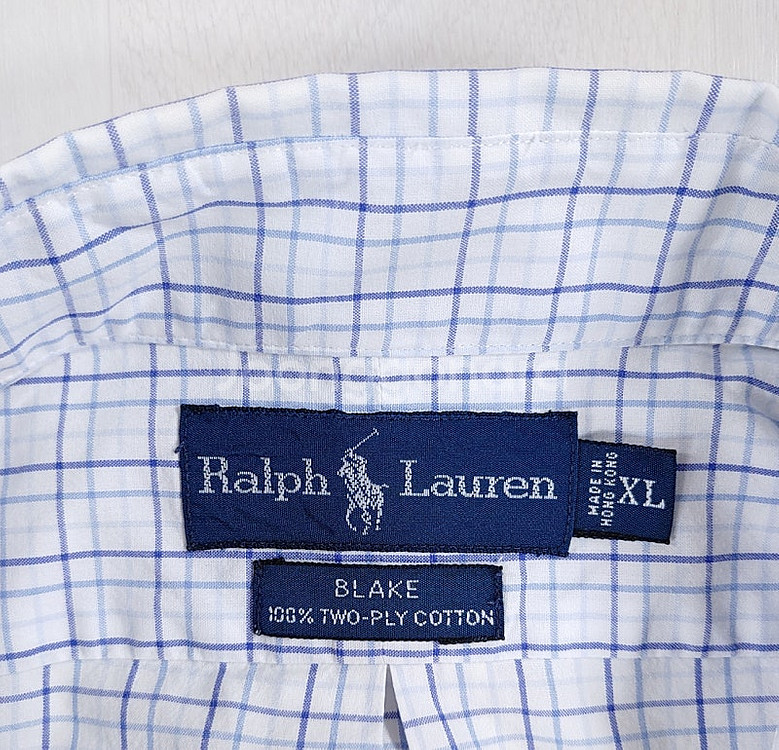 Ralph Lauren
MADE IN
HONG KONG
XL
BLAKE
100% TWO-PLY COTTON